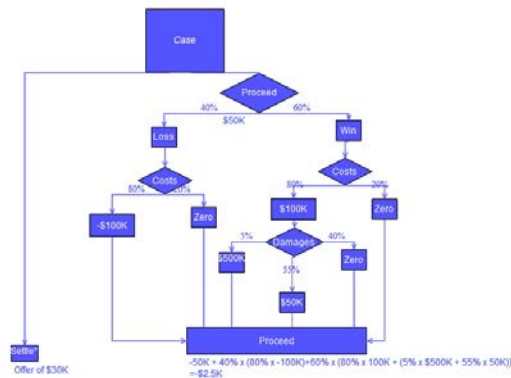 Case
Proceed
40%
60%
$50K
Loss
Win
Costs
Costs
80%
20%
80%
20%
-$100K
Zero
$100K
Zero
Damages
5%
40%
$500K
Zero
55%
$50K
Proceed
Settle*
Offer of $30K
-50K + 40% x (80% x -100K)+60% x (80% x 100K + (5% x $500K + 55% x 50K))
=-$2.5K